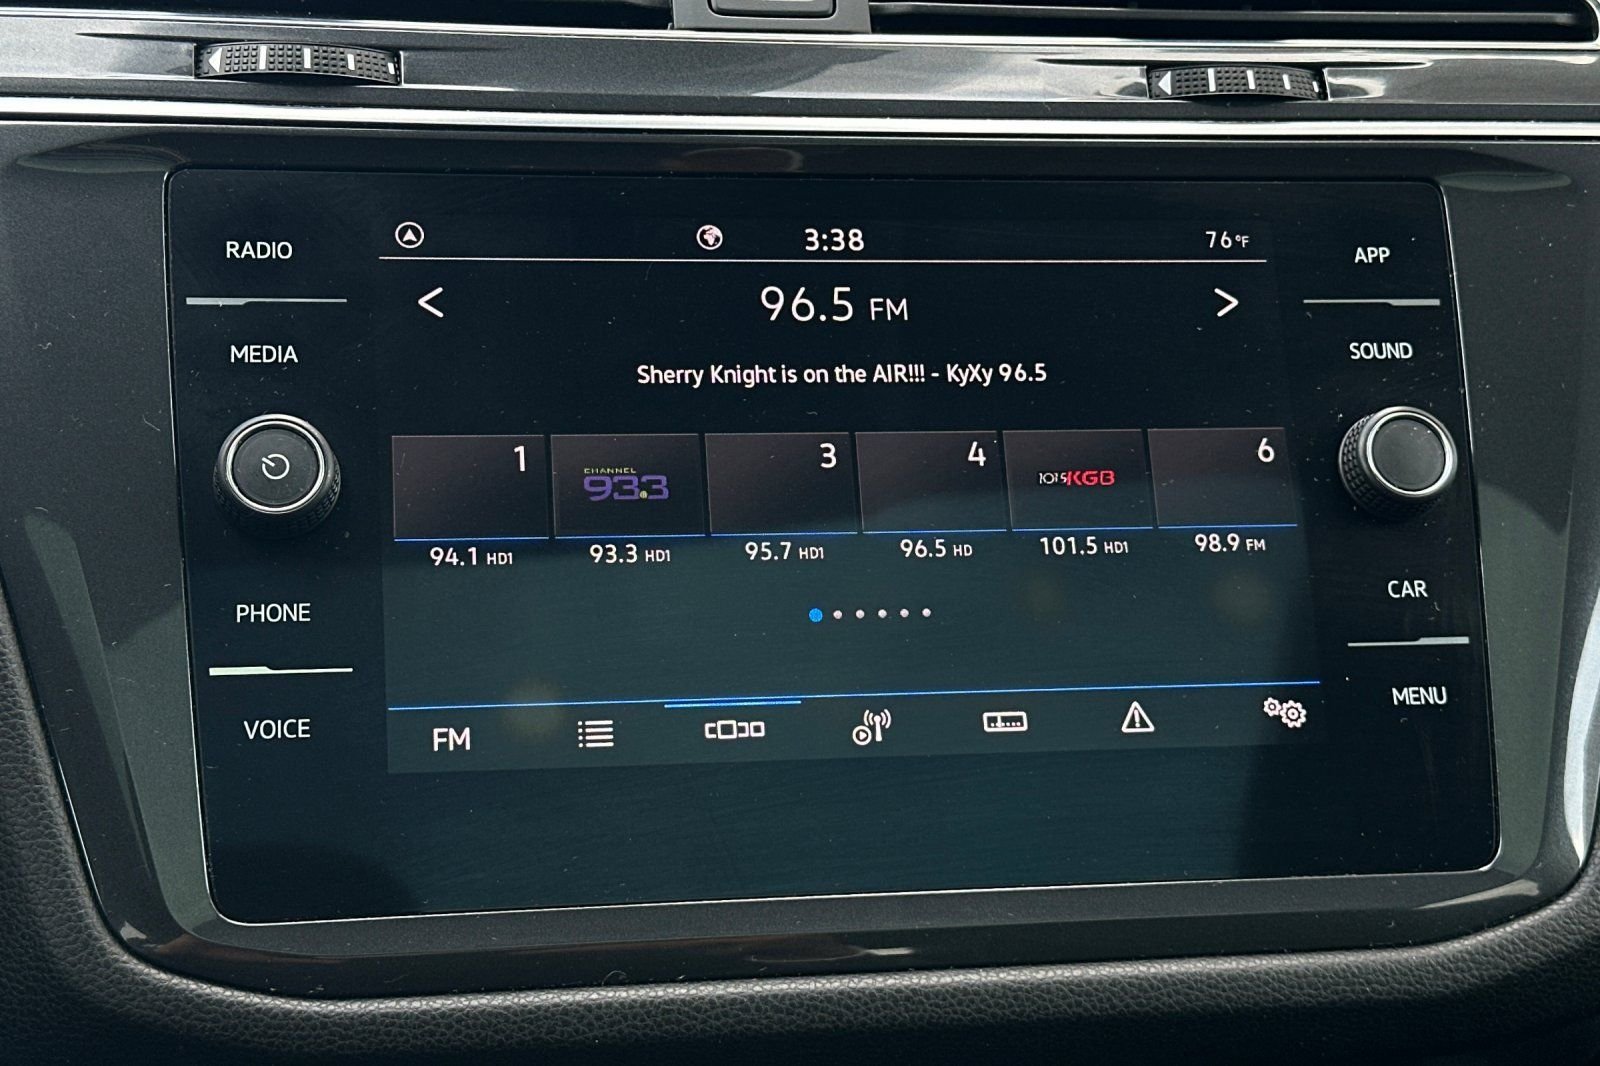 RADIO
MEDIA
PHONE
VOICE
3:38
76°F
96.5 FM
Sherry Knight is on the AIR!!! - KyXy 96.5
1
CHANNEL
93.3
3
4
101.5 KGB
6
94.1 HD1
93.3 HD1
95.7 HD1
96.5 HD
101.5 HD1
98.9 FM
FM
APP
SOUND
CAR
MENU